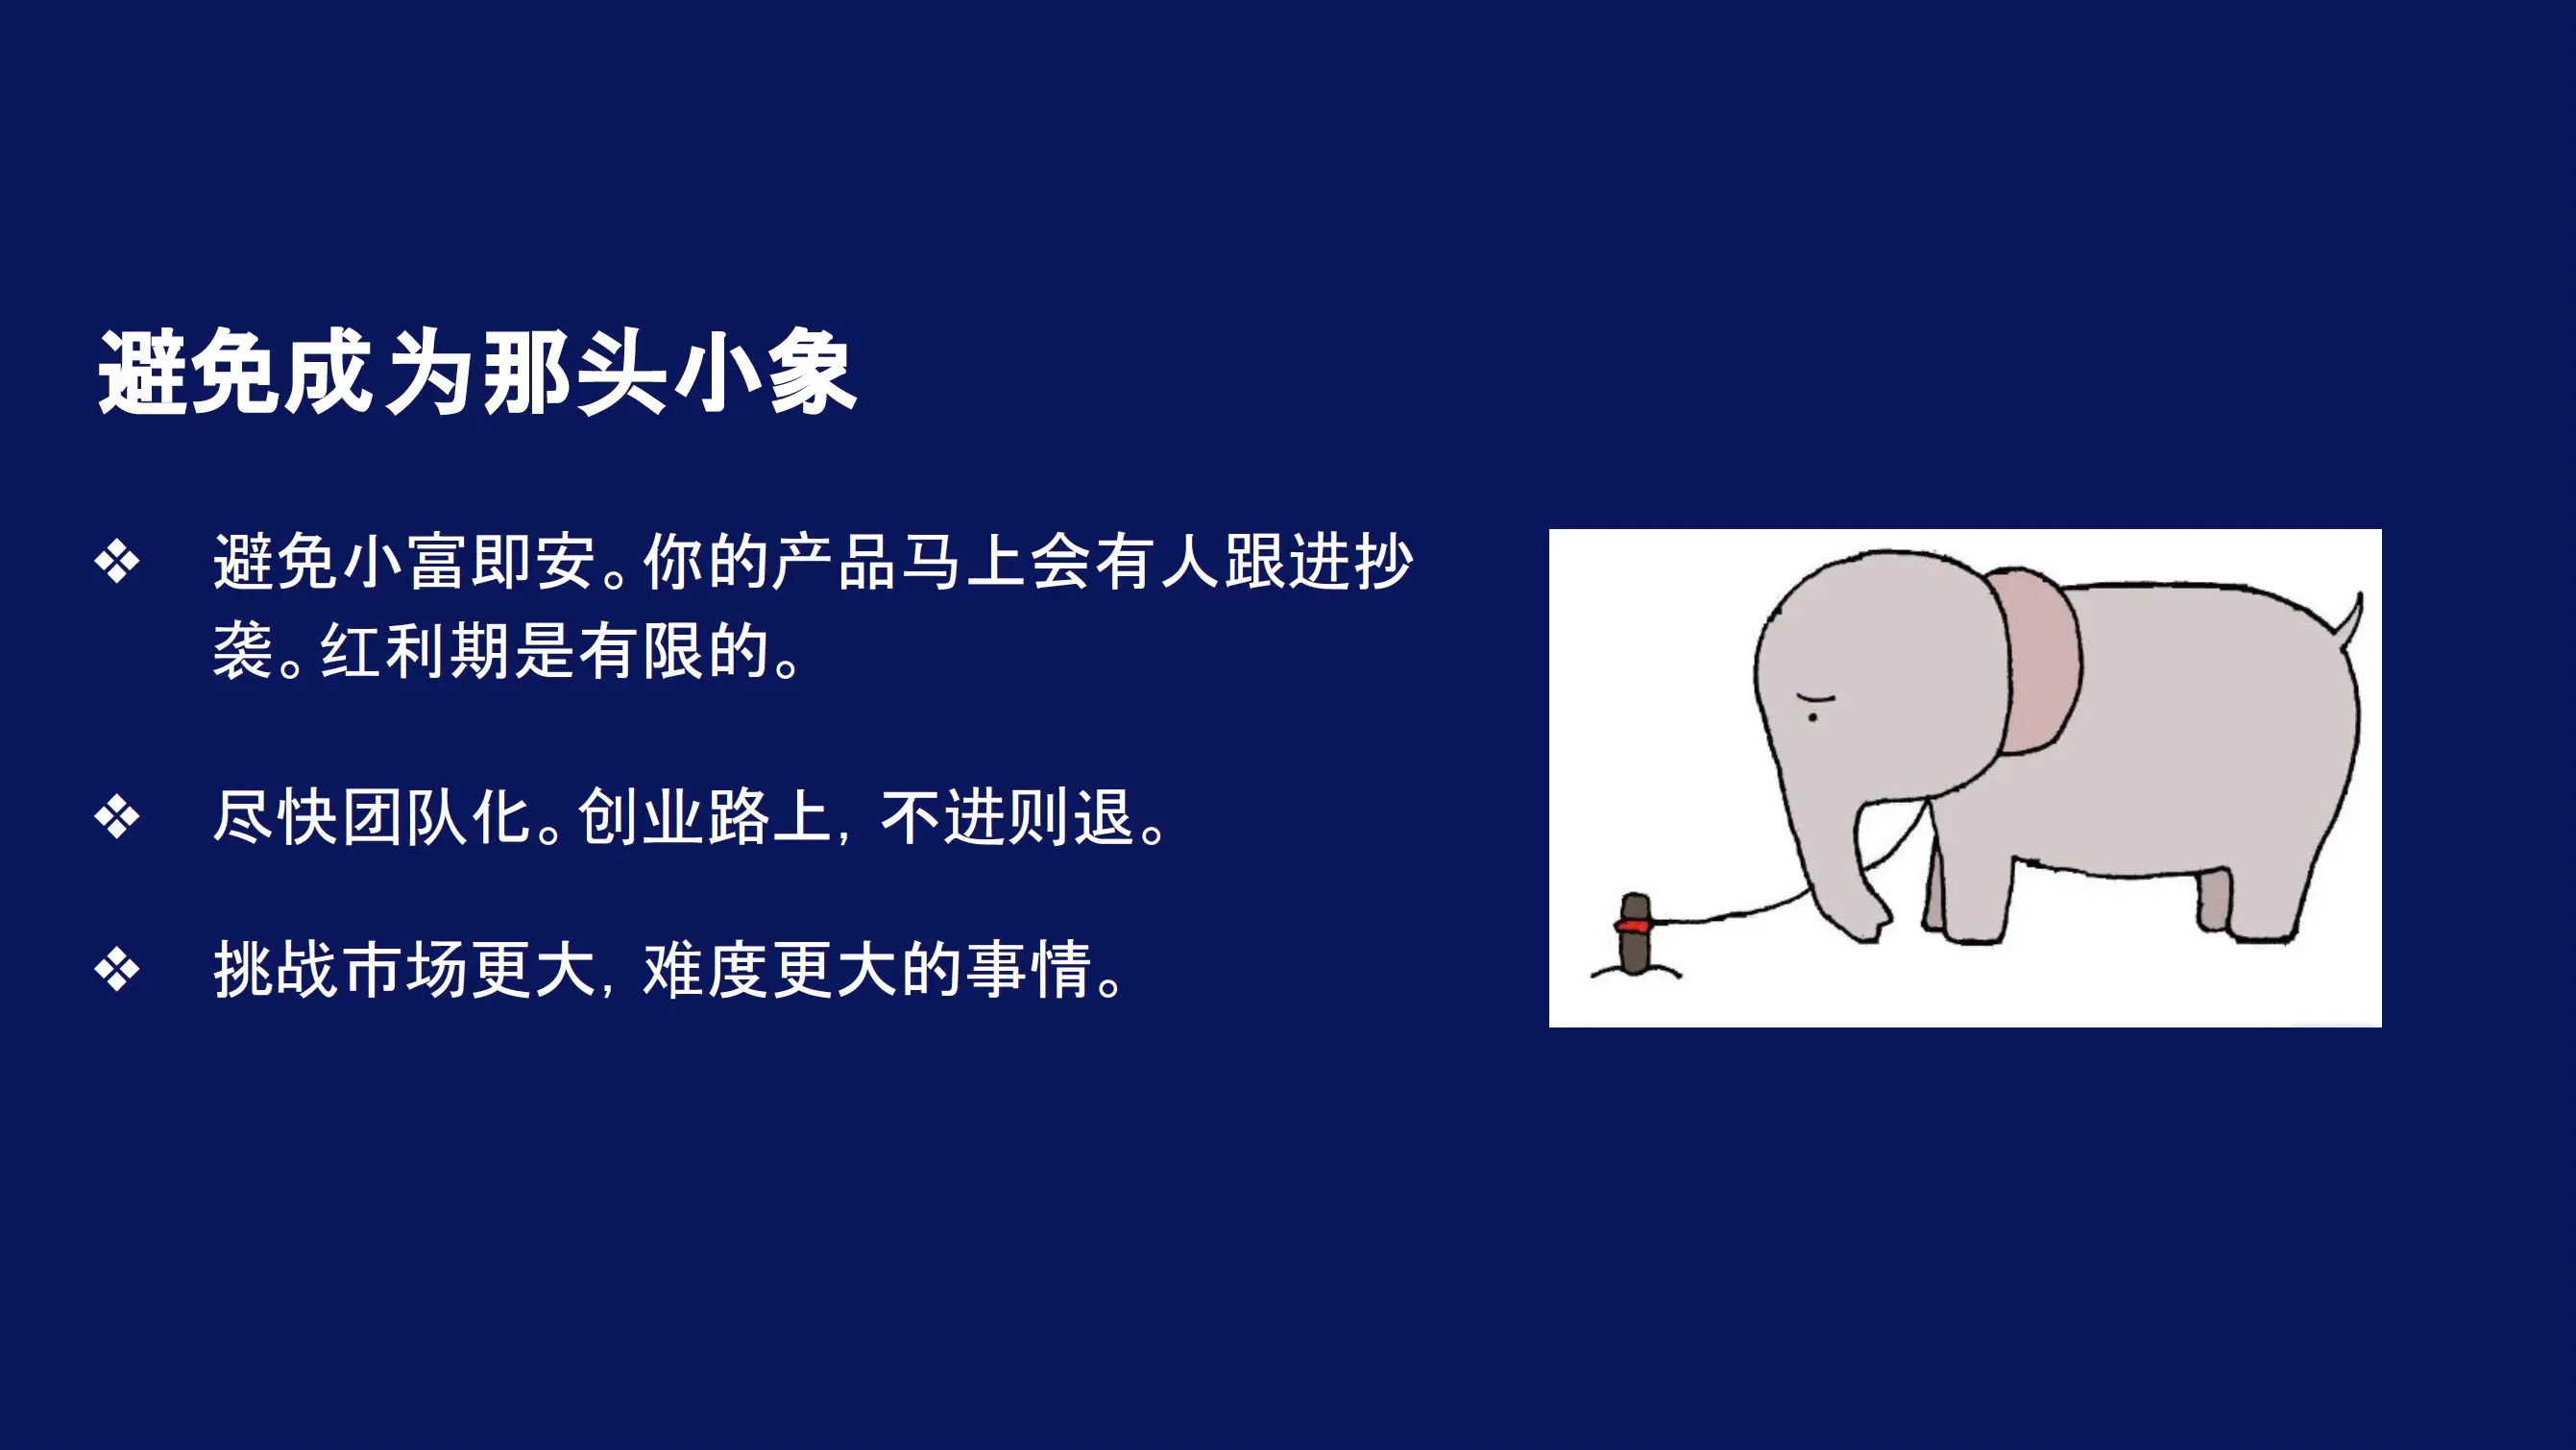 避免成为那头小象
❖ 避免小富即安。你的产品马上会有人跟进抄
袭。红利期是有限的。
❖ 尽快团队化。创业路上，不进则退。
❖ 挑战市场更大，难度更大的事情。